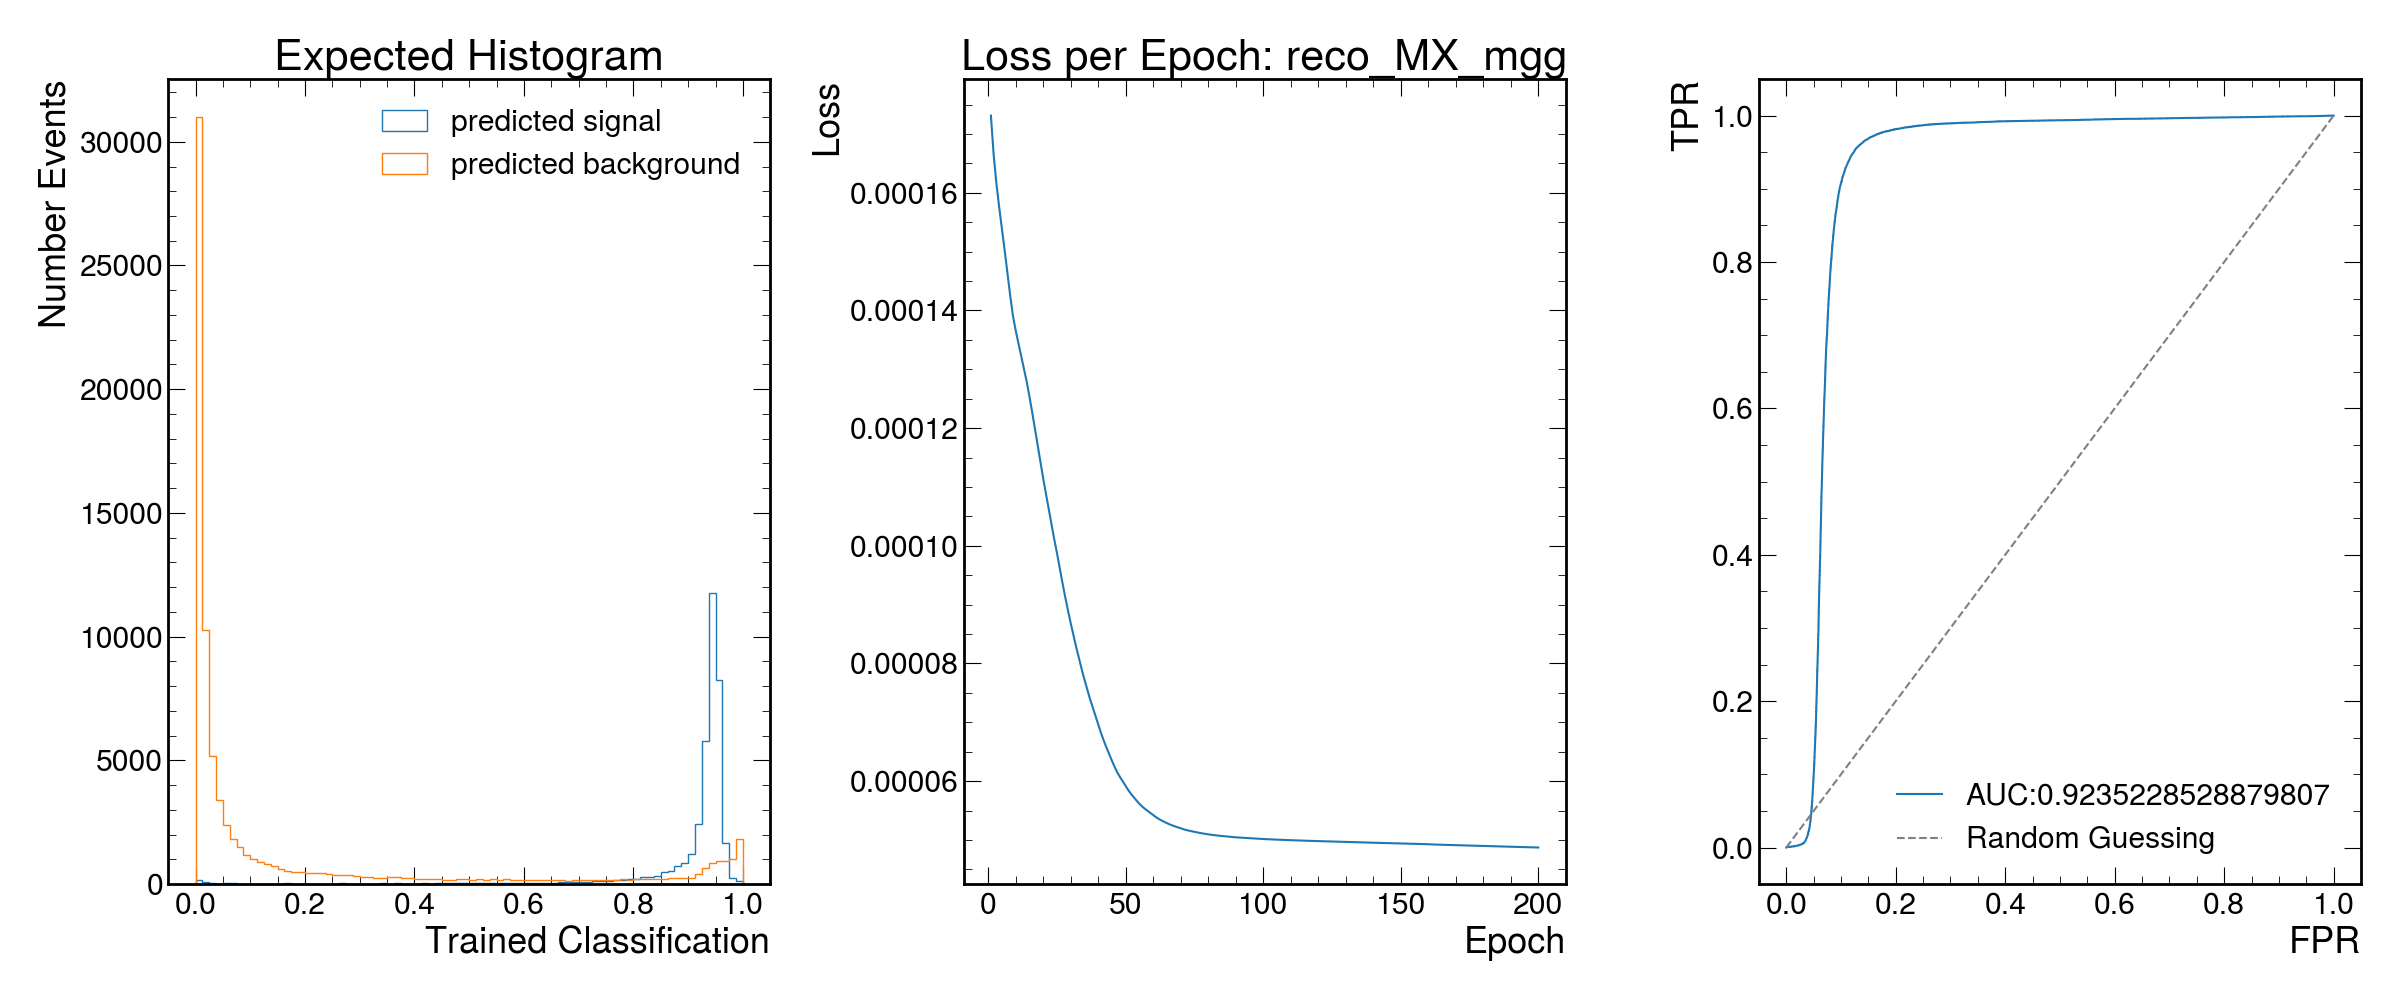 Expected Histogram
Number Events
30000
25000
20000
15000
10000
5000
0
0.0 0.2 0.4 0.6 0.8 1.0
Trained Classification
predicted signal
predicted background
Loss per Epoch: reco_MX_mgg
Loss
0.00016
0.00014
0.00012
0.00010
0.00008
0.00006
0 50 100 150 200
Epoch
TPR
1.0
0.8
0.6
0.4
0.2
0.0
0.0 0.2 0.4 0.6 0.8 1.0
FPR
AUC:0.9235228528879807
Random Guessing